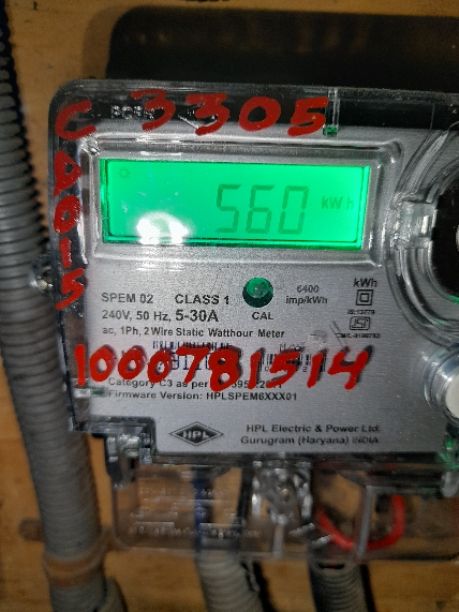 C 3305
D015
560 kWh
SPEM 02 CLASS 1
6400 imp/kWh
kWh
240V, 50 Hz, 5-30A
CAL
ac, 1Ph, 2 Wire Static Watthour Meter
1000781514
Category C3 as per
Firmware Version: HPLSPEM6XXX01
HPL
HPL Electric & Power Ltd.
Gurugram (Haryana) INDIA